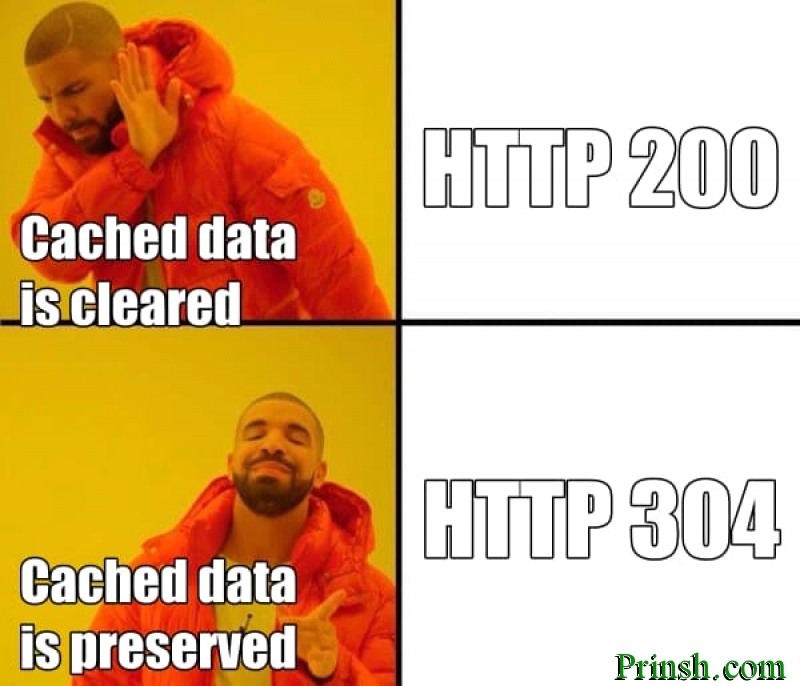 HTTP 200
Cached data
is cleared
HTTP 304
Cached data
is preserved
Prinsh.com